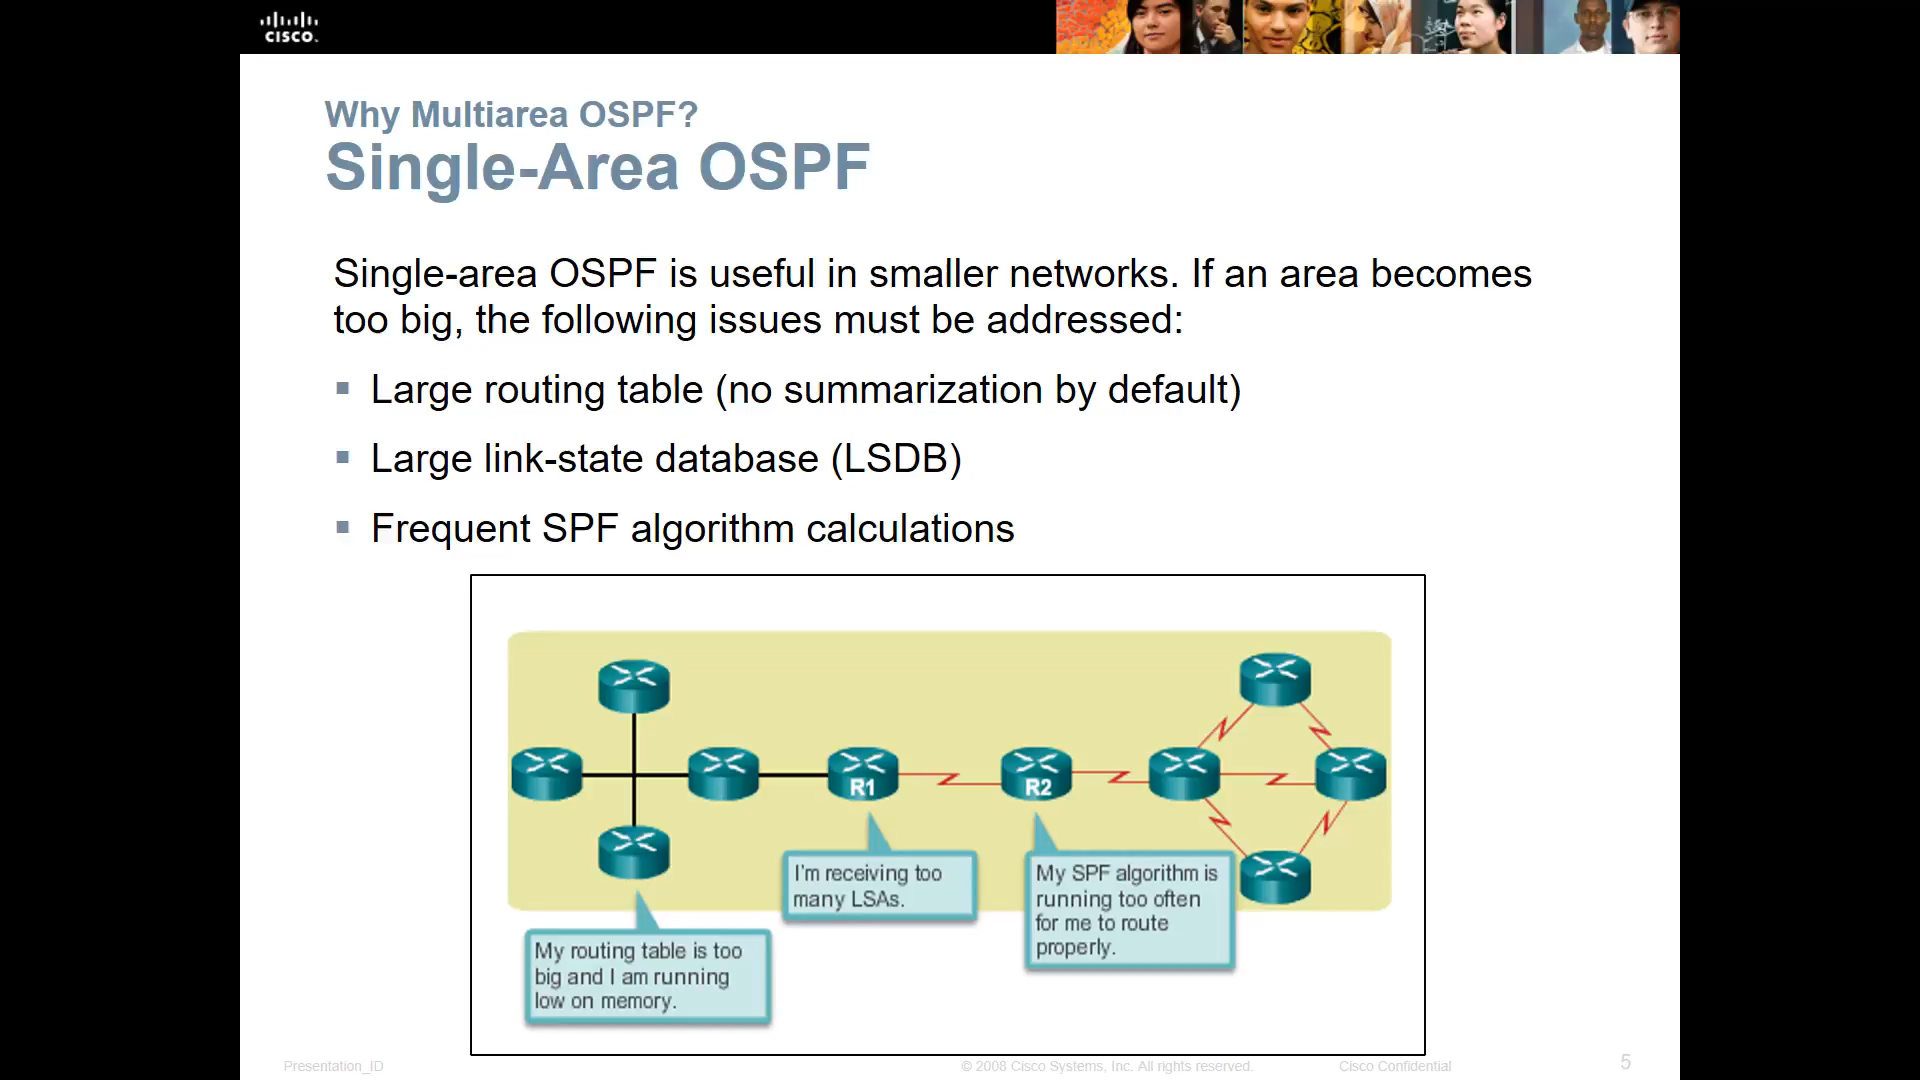 CISCO.
Why Multiarea OSPF?
Single-Area OSPF
Single-area OSPF is useful in smaller networks. If an area becomes
too big, the following issues must be addressed:
▪ Large routing table (no summarization by default)
▪ Large link-state database (LSDB)
▪ Frequent SPF algorithm calculations
R1
R2
I'm receiving too
many LSAs.
My SPF algorithm is
running too often
for me to route
properly.
My routing table is too
big and I am running
low on memory.
Presentation_ID
© 2008 Cisco Systems, Inc. All rights reserved.
Cisco Confidential
5